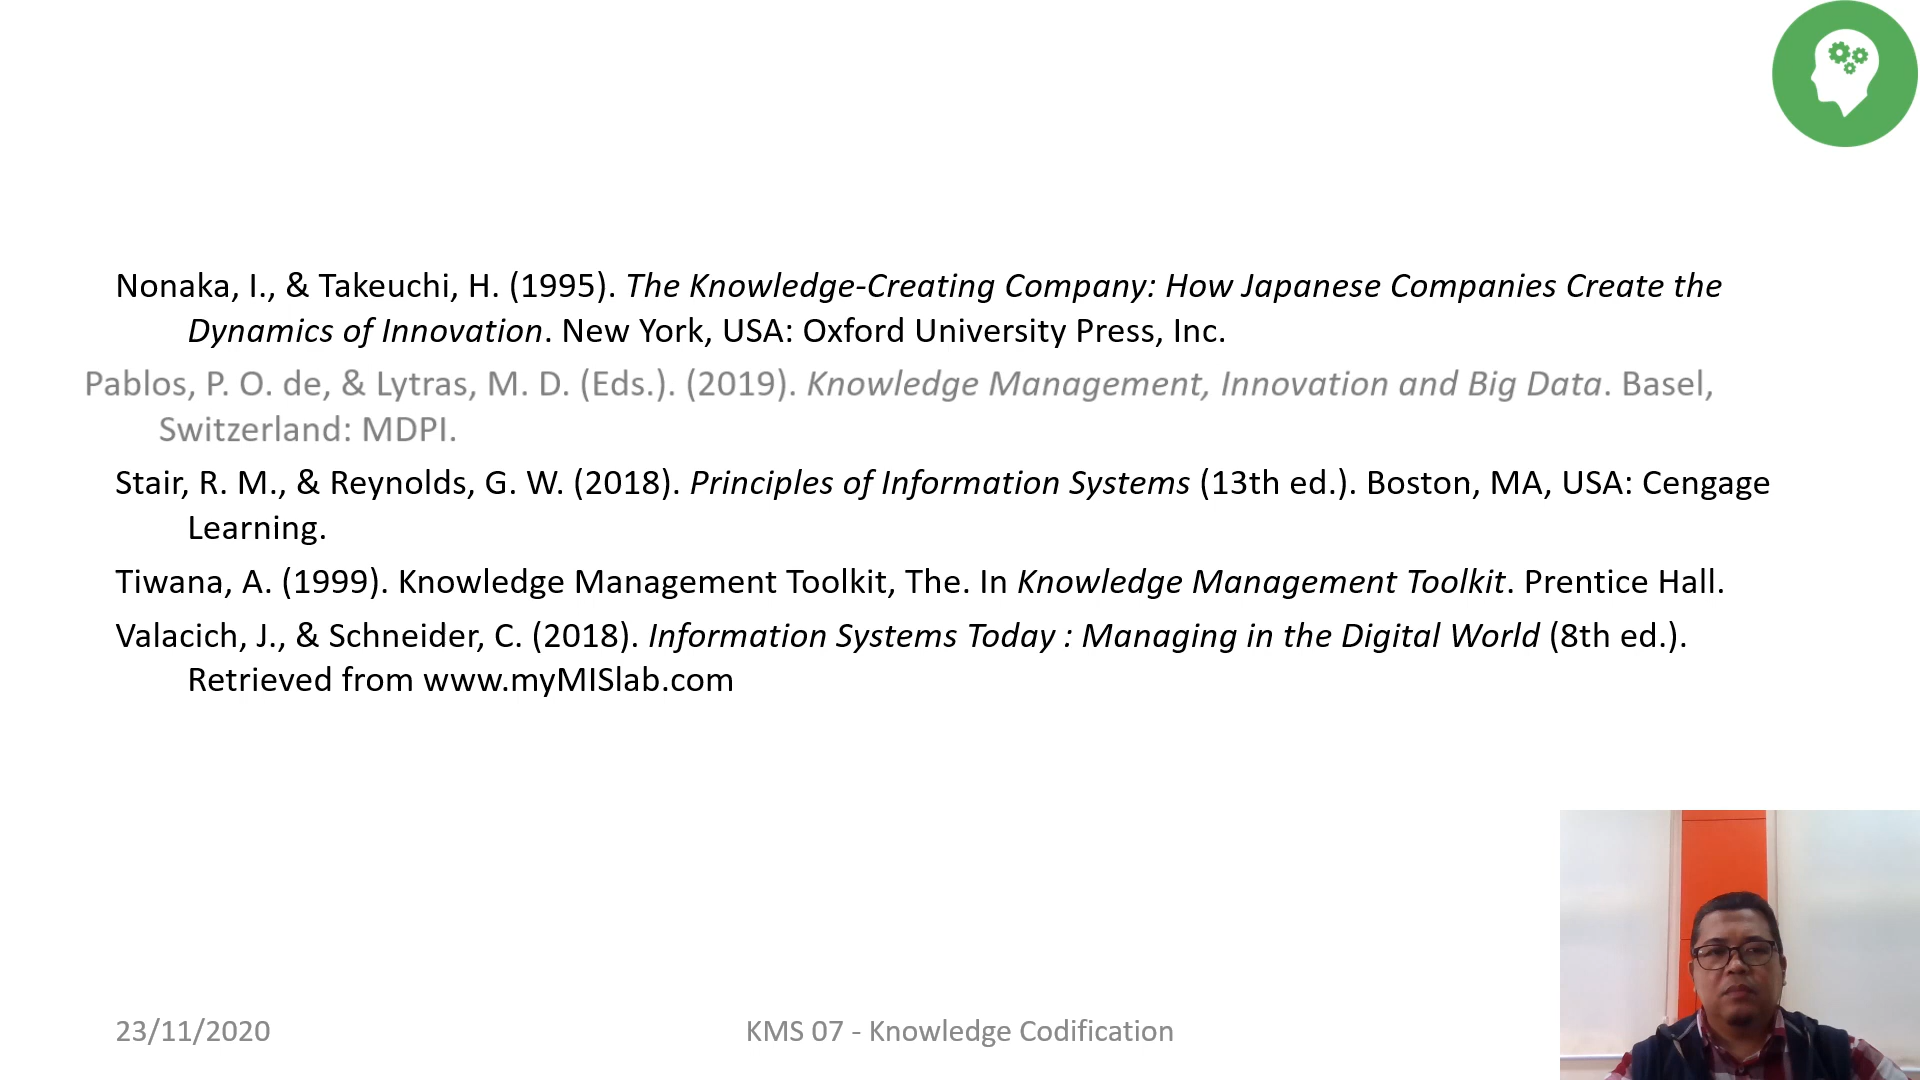 Nonaka, I., & Takeuchi, H. (1995). The Knowledge-Creating Company: How Japanese Companies Create the
Dynamics of Innovation. New York, USA: Oxford University Press, Inc.
Pablos, P. O. de, & Lytras, M. D. (Eds.). (2019). Knowledge Management, Innovation and Big Data. Basel,
Switzerland: MDPI.
Stair, R. M., & Reynolds, G. W. (2018). Principles of Information Systems (13th ed.). Boston, MA, USA: Cengage
Learning.
Tiwana, A. (1999). Knowledge Management Toolkit, The. In Knowledge Management Toolkit. Prentice Hall.
Valacich, J., & Schneider, C. (2018). Information Systems Today : Managing in the Digital World (8th ed.).
Retrieved from www.myMISlab.com
23/11/2020
KMS 07 - Knowledge Codification